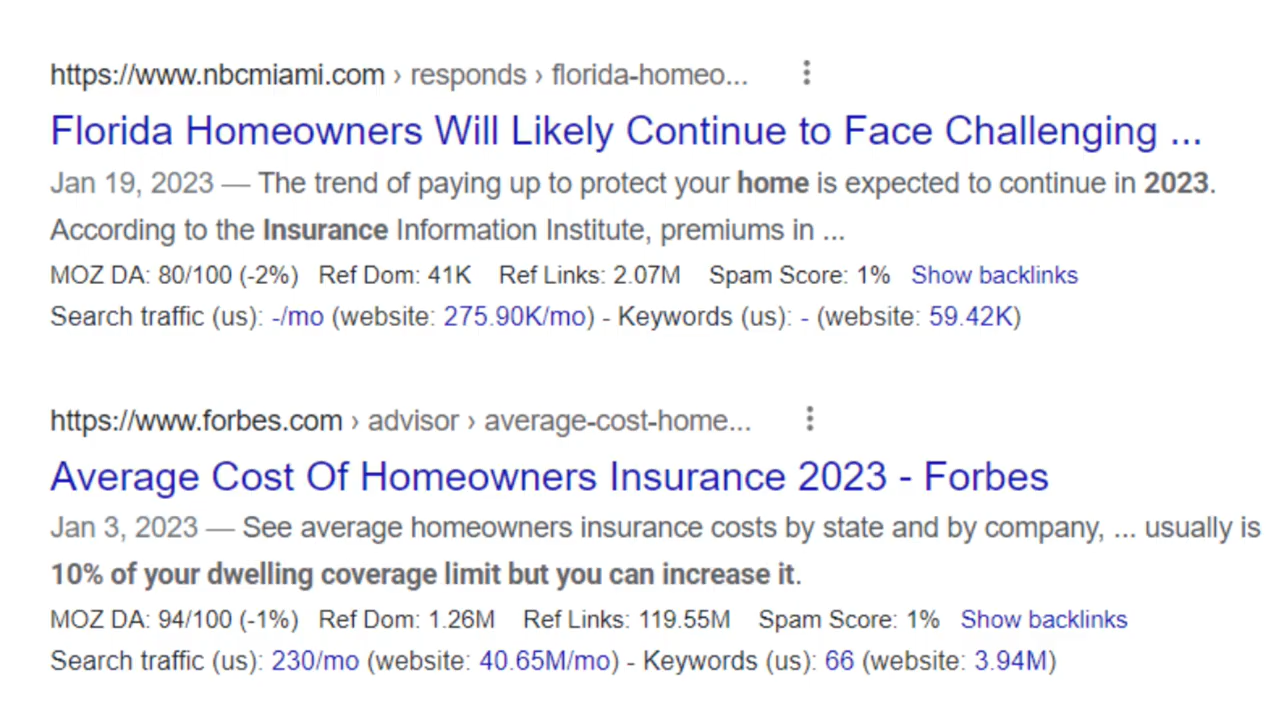 https://www.nbcmiami.com › responds › florida-homeo...
Florida Homeowners Will Likely Continue to Face Challenging ...
Jan 19, 2023 — The trend of paying up to protect your home is expected to continue in 2023.
According to the Insurance Information Institute, premiums in ...
MOZ DA: 80/100 (-2%) Ref Dom: 41K Ref Links: 2.07M Spam Score: 1% Show backlinks
Search traffic (us): -/mo (website: 275.90K/mo) - Keywords (us): - (website: 59.42K)
https://www.forbes.com › advisor › average-cost-home...
Average Cost Of Homeowners Insurance 2023 - Forbes
Jan 3, 2023 — See average homeowners insurance costs by state and by company, ... usually is
10% of your dwelling coverage limit but you can increase it.
MOZ DA: 94/100 (-1%) Ref Dom: 1.26M Ref Links: 119.55M Spam Score: 1% Show backlinks
Search traffic (us): 230/mo (website: 40.65M/mo) - Keywords (us): 66 (website: 3.94M)